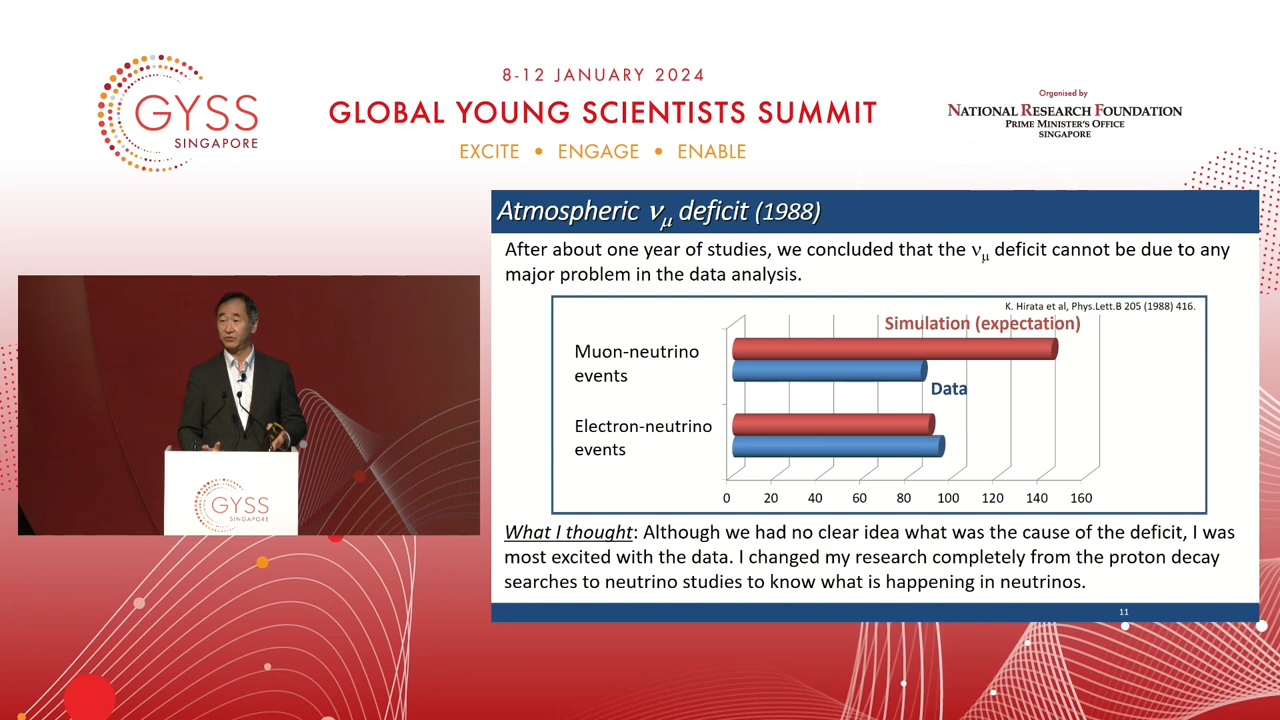 GYSS
SINGAPORE
8-12 JANUARY 2024
GLOBAL YOUNG SCIENTISTS SUMMIT
EXCITE • ENGAGE • ENABLE
Organised by
NATIONAL RESEARCH FOUNDATION
PRIME MINISTER'S OFFICE
SINGAPORE
GYSS
SINGAPORE
Atmospheric νμ deficit (1988)
After about one year of studies, we concluded that the νμ deficit cannot be due to any
major problem in the data analysis.
K. Hirata et al, Phys.Lett.B 205 (1988) 416.
Simulation (expectation)
Muon-neutrino
events
Data
Electron-neutrino
events
0 20 40 60 80 100 120 140 160
What I thought: Although we had no clear idea what was the cause of the deficit, I was
most excited with the data. I changed my research completely from the proton decay
searches to neutrino studies to know what is happening in neutrinos.
11